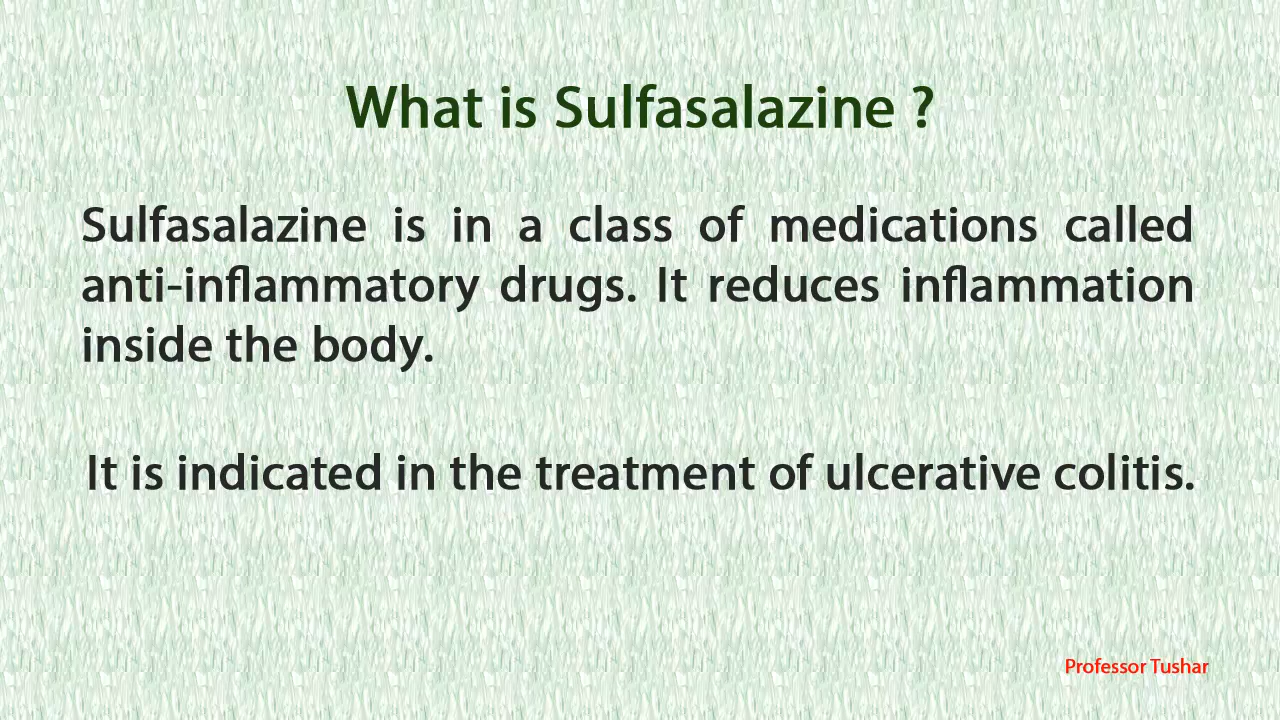 What is Sulfasalazine ?
Sulfasalazine is in a class of medications called
anti-inflammatory drugs. It reduces inflammation
inside the body.
It is indicated in the treatment of ulcerative colitis.
Professor Tushar